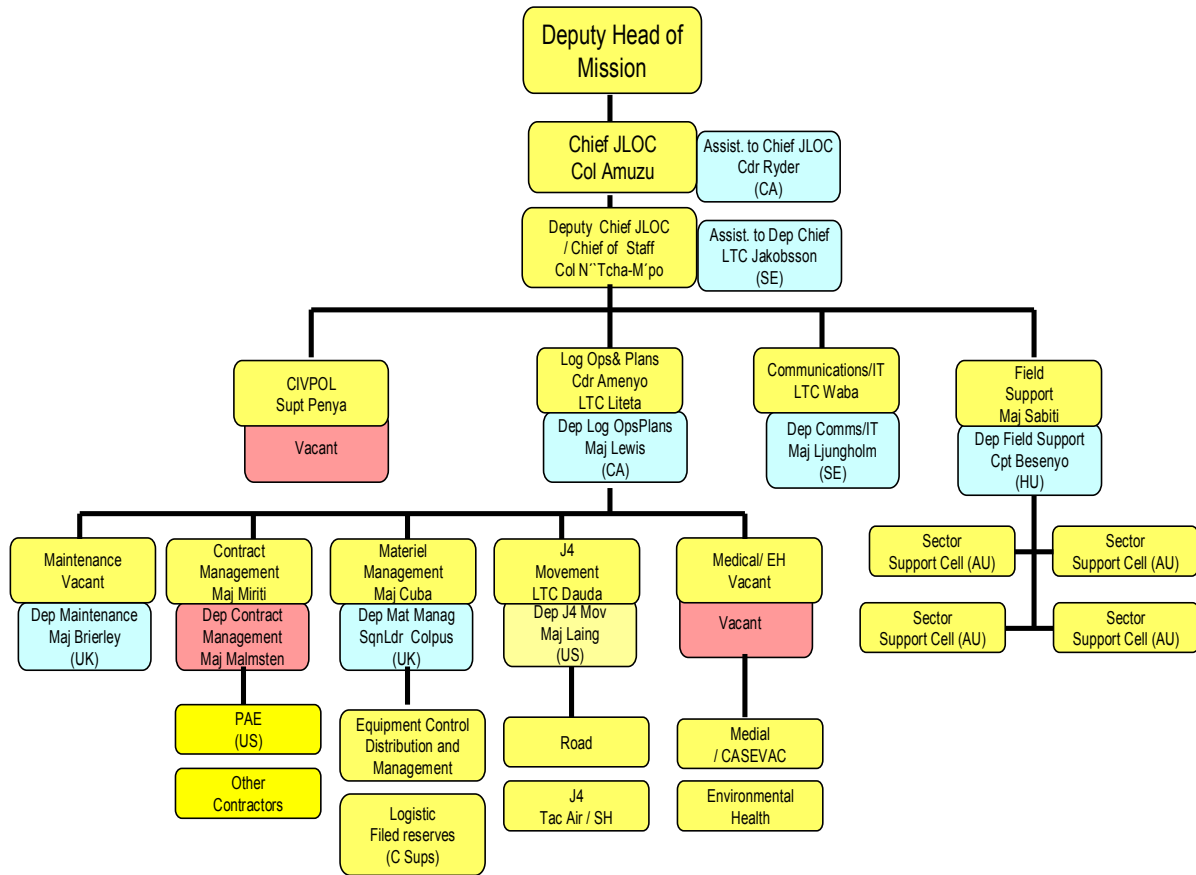 Deputy Head of
Mission
Chief JLOC
Col Amuzu
Assist. to Chief JLOC
Cdr Ryder
(CA)
Deputy Chief JLOC
/ Chief of Staff
Col N´`Tcha-M´po
Assist. to Dep Chief
LTC Jakobsson
(SE)
CIVPOL
Supt Penya
Vacant
Log Ops& Plans
Cdr Amenyo
LTC Liteta
Dep Log OpsPlans
Maj Lewis
(CA)
Communications/IT
LTC Waba
Dep Comms/IT
Maj Ljungholm
(SE)
Field
Support
Maj Sabiti
Dep Field Support
Cpt Besenyo
(HU)
Maintenance
Vacant
Dep Maintenance
Maj Brierley
(UK)
Contract
Management
Maj Miriti
Dep Contract
Management
Maj Malmsten
Materiel
Management
Maj Cuba
Dep Mat Manag
SqnLdr Colpus
(UK)
J4
Movement
LTC Dauda
Dep J4 Mov
Maj Laing
(US)
Medical/ EH
Vacant
Vacant
Sector
Support Cell (AU)
Sector
Support Cell (AU)
Sector
Support Cell (AU)
Sector
Support Cell (AU)
PAE
(US)
Other
Contractors
Equipment Control
Distribution and
Management
Logistic
Filed reserves
(C Sups)
Road
J4
Tac Air / SH
Medial
/ CASEVAC
Environmental
Health